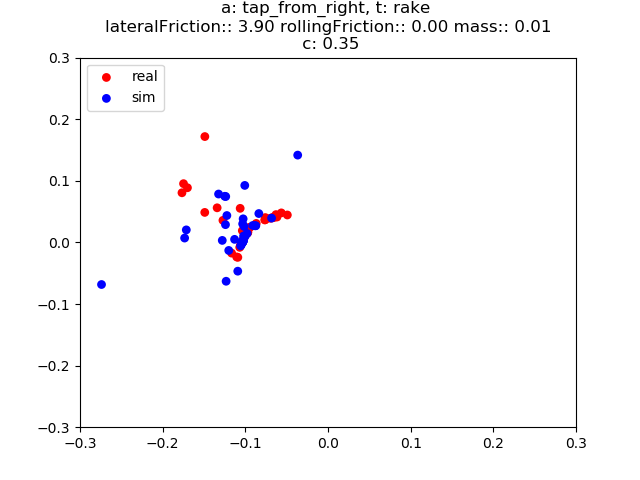 a: tap_from_right, t: rake
lateralFriction:: 3.90 rollingFriction:: 0.00 mass:: 0.01
c: 0.35
real
sim
0.3
0.2
0.1
0.0
−0.1
−0.2
−0.3
−0.3 −0.2 −0.1 0.0 0.1 0.2 0.3